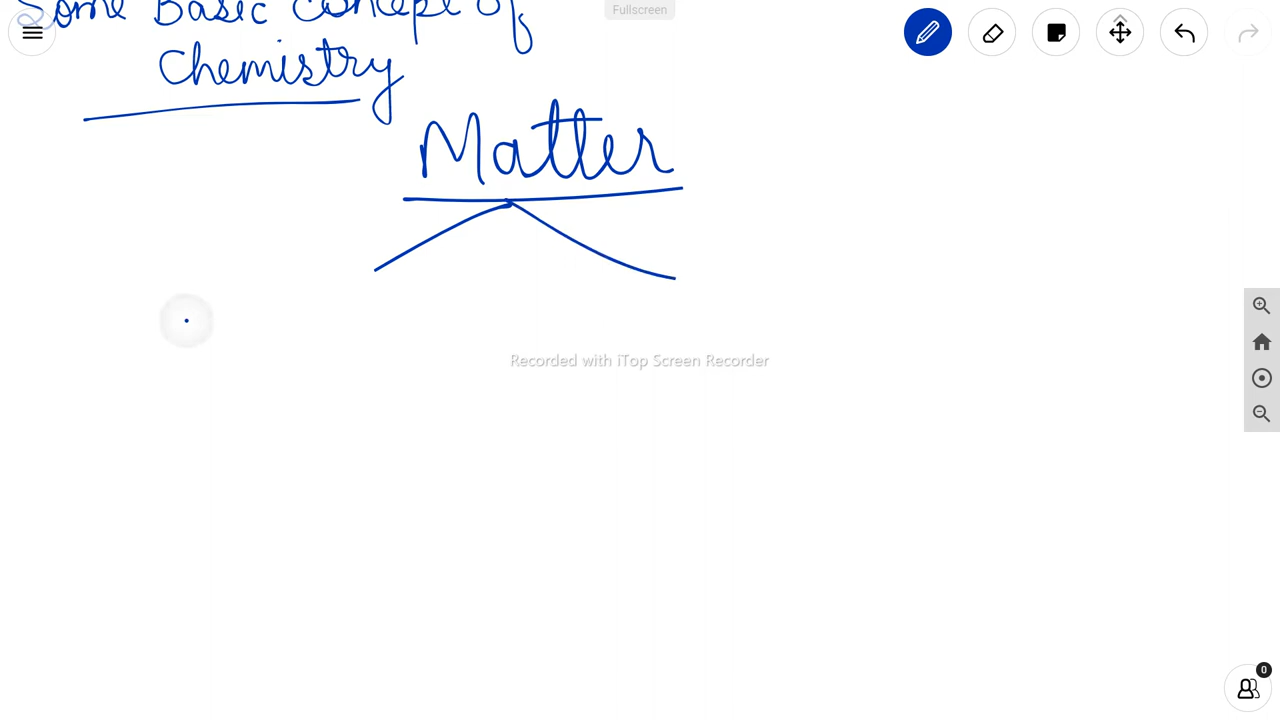 Fullscreen
Some Basic Concept of
Chemistry
Matter
Recorded with iTop Screen Recorder
0